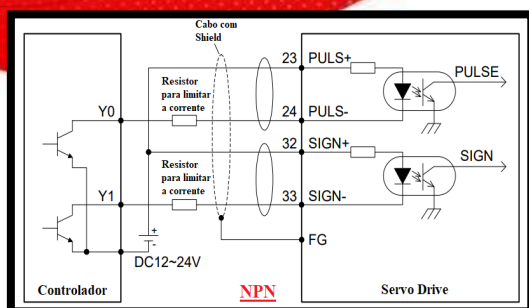 Cabo com
Shield
23 PULS+
PULSE
Resistor
para limitar
a corrente
Y0
24 PULS-
32 SIGN+
SIGN
Resistor
para limitar
a corrente
Y1
33 SIGN-
+
-
DC12~24V
FG
Controlador
NPN
Servo Drive